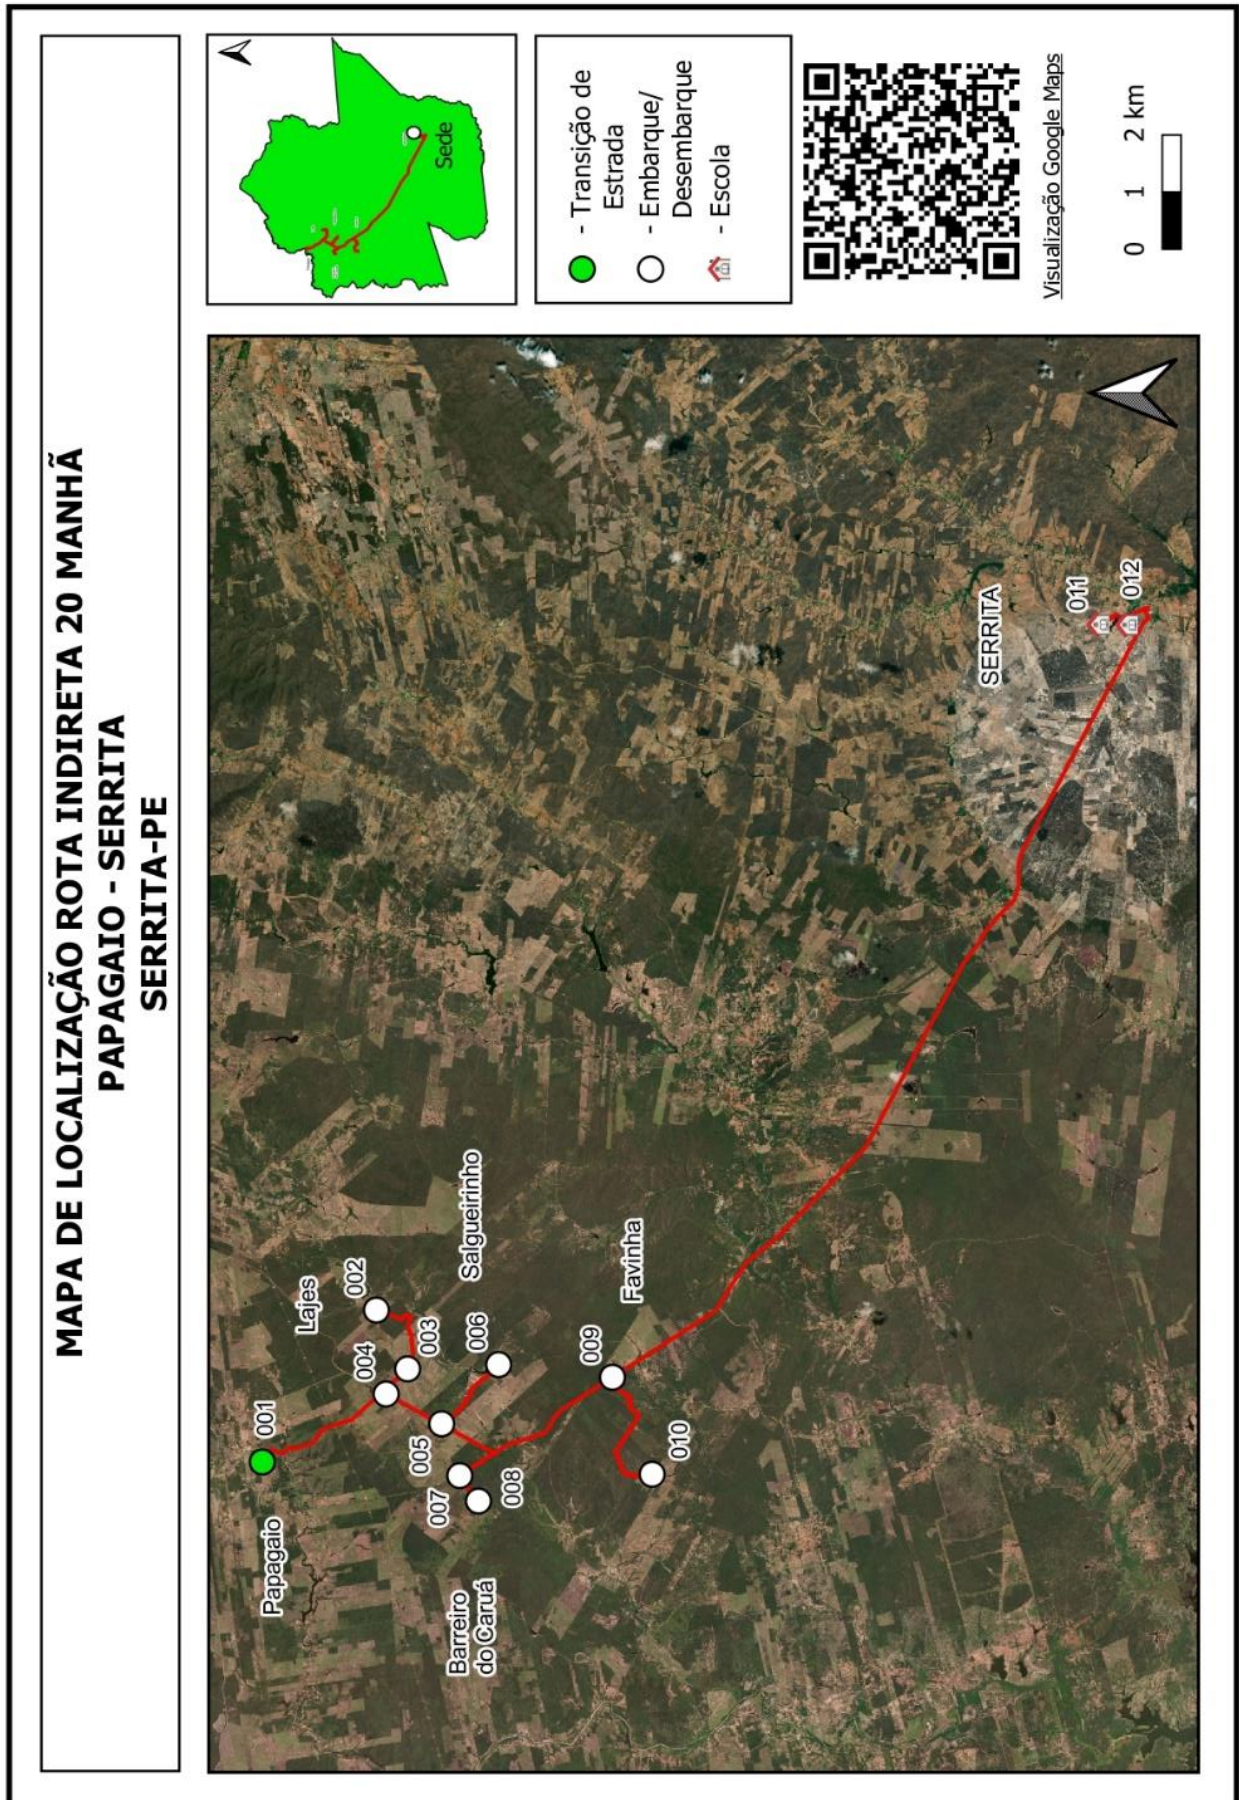 MAPA DE LOCALIZAÇÃO ROTA INDIRETA 20 MANHÃ
PAPAGAIO - SERRITA
SERRITA-PE
Papagaio
001
Lajes
002
004
003
Salgueirinho
006
005
007
008
Barreiro
do Caruá
009
Favinha
010
SERRITA
011
012
Sede
- Transição de
Estrada
- Embarque/
Desembarque
- Escola
Visualização Google Maps
0 1 2 km